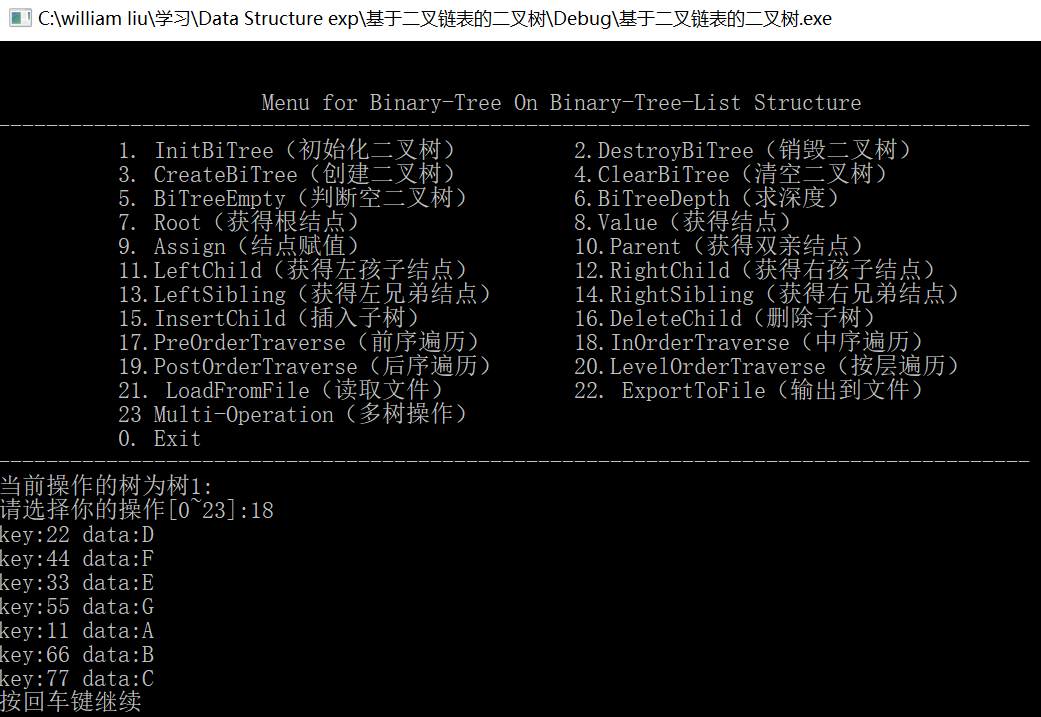 C:\william liu\学习\Data Structure exp\基于二叉链表的二叉树\Debug\基于二叉链表的二叉树.exe
Menu for Binary-Tree On Binary-Tree-List Structure
1. InitBiTree（初始化二叉树） 2.DestroyBiTree（销毁二叉树）
3. CreateBiTree（创建二叉树） 4.ClearBiTree（清空二叉树）
5. BiTreeEmpty（判断空二叉树） 6.BiTreeDepth（求深度）
7. Root（获得根结点） 8.Value（获得结点）
9. Assign（结点赋值） 10.Parent（获得双亲结点）
11.LeftChild（获得左孩子结点） 12.RightChild（获得右孩子结点）
13.LeftSibling（获得左兄弟结点） 14.RightSibling（获得右兄弟结点）
15.InsertChild（插入子树） 16.DeleteChild（删除子树）
17.PreOrderTraverse（前序遍历） 18.InOrderTraverse（中序遍历）
19.PostOrderTraverse（后序遍历） 20.LevelOrderTraverse（按层遍历）
21. LoadFromFile（读取文件） 22. ExportToFile（输出到文件）
23 Multi-Operation（多树操作）
0. Exit
当前操作的树为树1:
请选择你的操作[0~23]:18
key:22 data:D
key:44 data:F
key:33 data:E
key:55 data:G
key:11 data:A
key:66 data:B
key:77 data:C
按回车键继续